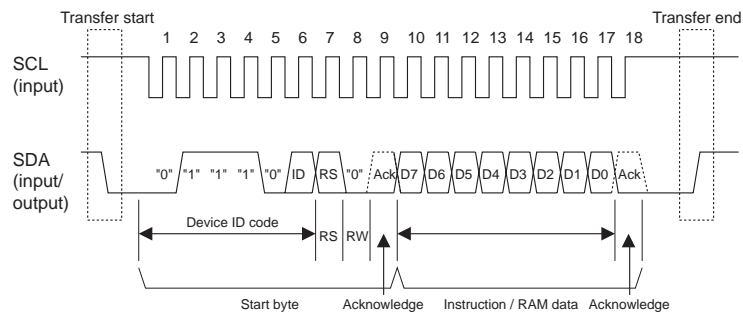 Transfer start Transfer end
1 2 3 4 5 6 7 8 9 10 11 12 13 14 15 16 17 18
SCL
(input)
SDA
(input/
output)
"0" "1" "1" "1" "0" ID RS "0" Ack D7 D6 D5 D4 D3 D2 D1 D0 Ack
Device ID code
RS RW
Start byte Acknowledge Instruction / RAM data Acknowledge